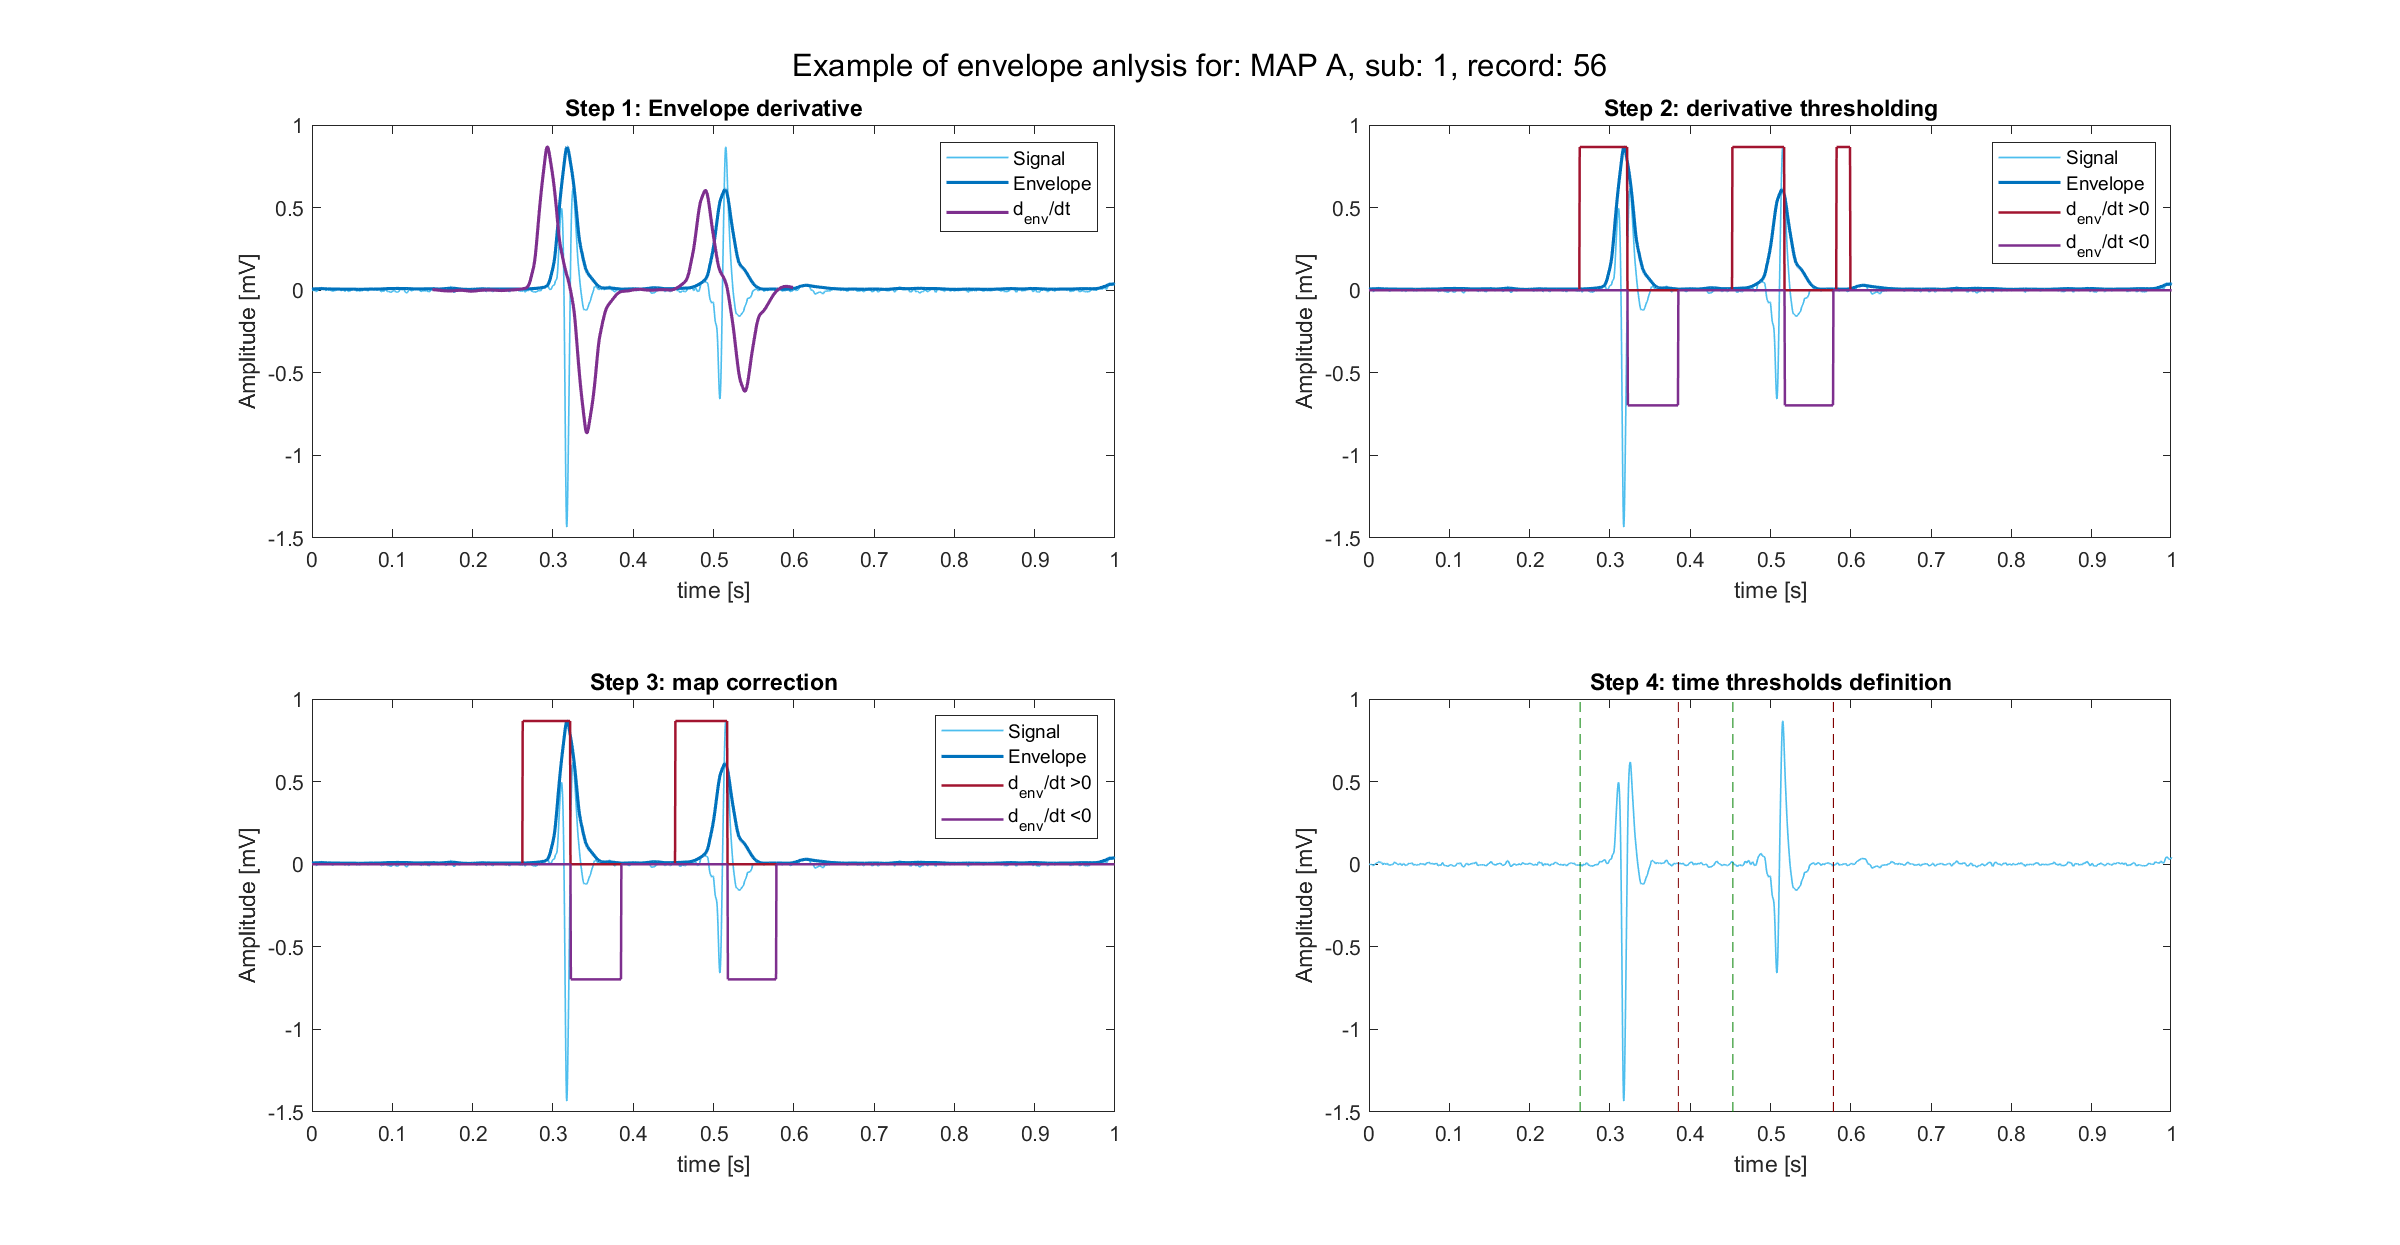 Example of envelope anlysis for: MAP A, sub: 1, record: 56
Step 1: Envelope derivative
1
0.5
0
-0.5
-1
-1.5
Amplitude [mV]
Signal
Envelope
d_env/dt
0 0.1 0.2 0.3 0.4 0.5 0.6 0.7 0.8 0.9 1
time [s]
Step 2: derivative thresholding
1
0.5
0
-0.5
-1
-1.5
Amplitude [mV]
Signal
Envelope
d_env/dt >0
d_env/dt <0
0 0.1 0.2 0.3 0.4 0.5 0.6 0.7 0.8 0.9 1
time [s]
Step 3: map correction
1
0.5
0
-0.5
-1
-1.5
Amplitude [mV]
Signal
Envelope
d_env/dt >0
d_env/dt <0
0 0.1 0.2 0.3 0.4 0.5 0.6 0.7 0.8 0.9 1
time [s]
Step 4: time thresholds definition
1
0.5
0
-0.5
-1
-1.5
Amplitude [mV]
0 0.1 0.2 0.3 0.4 0.5 0.6 0.7 0.8 0.9 1
time [s]